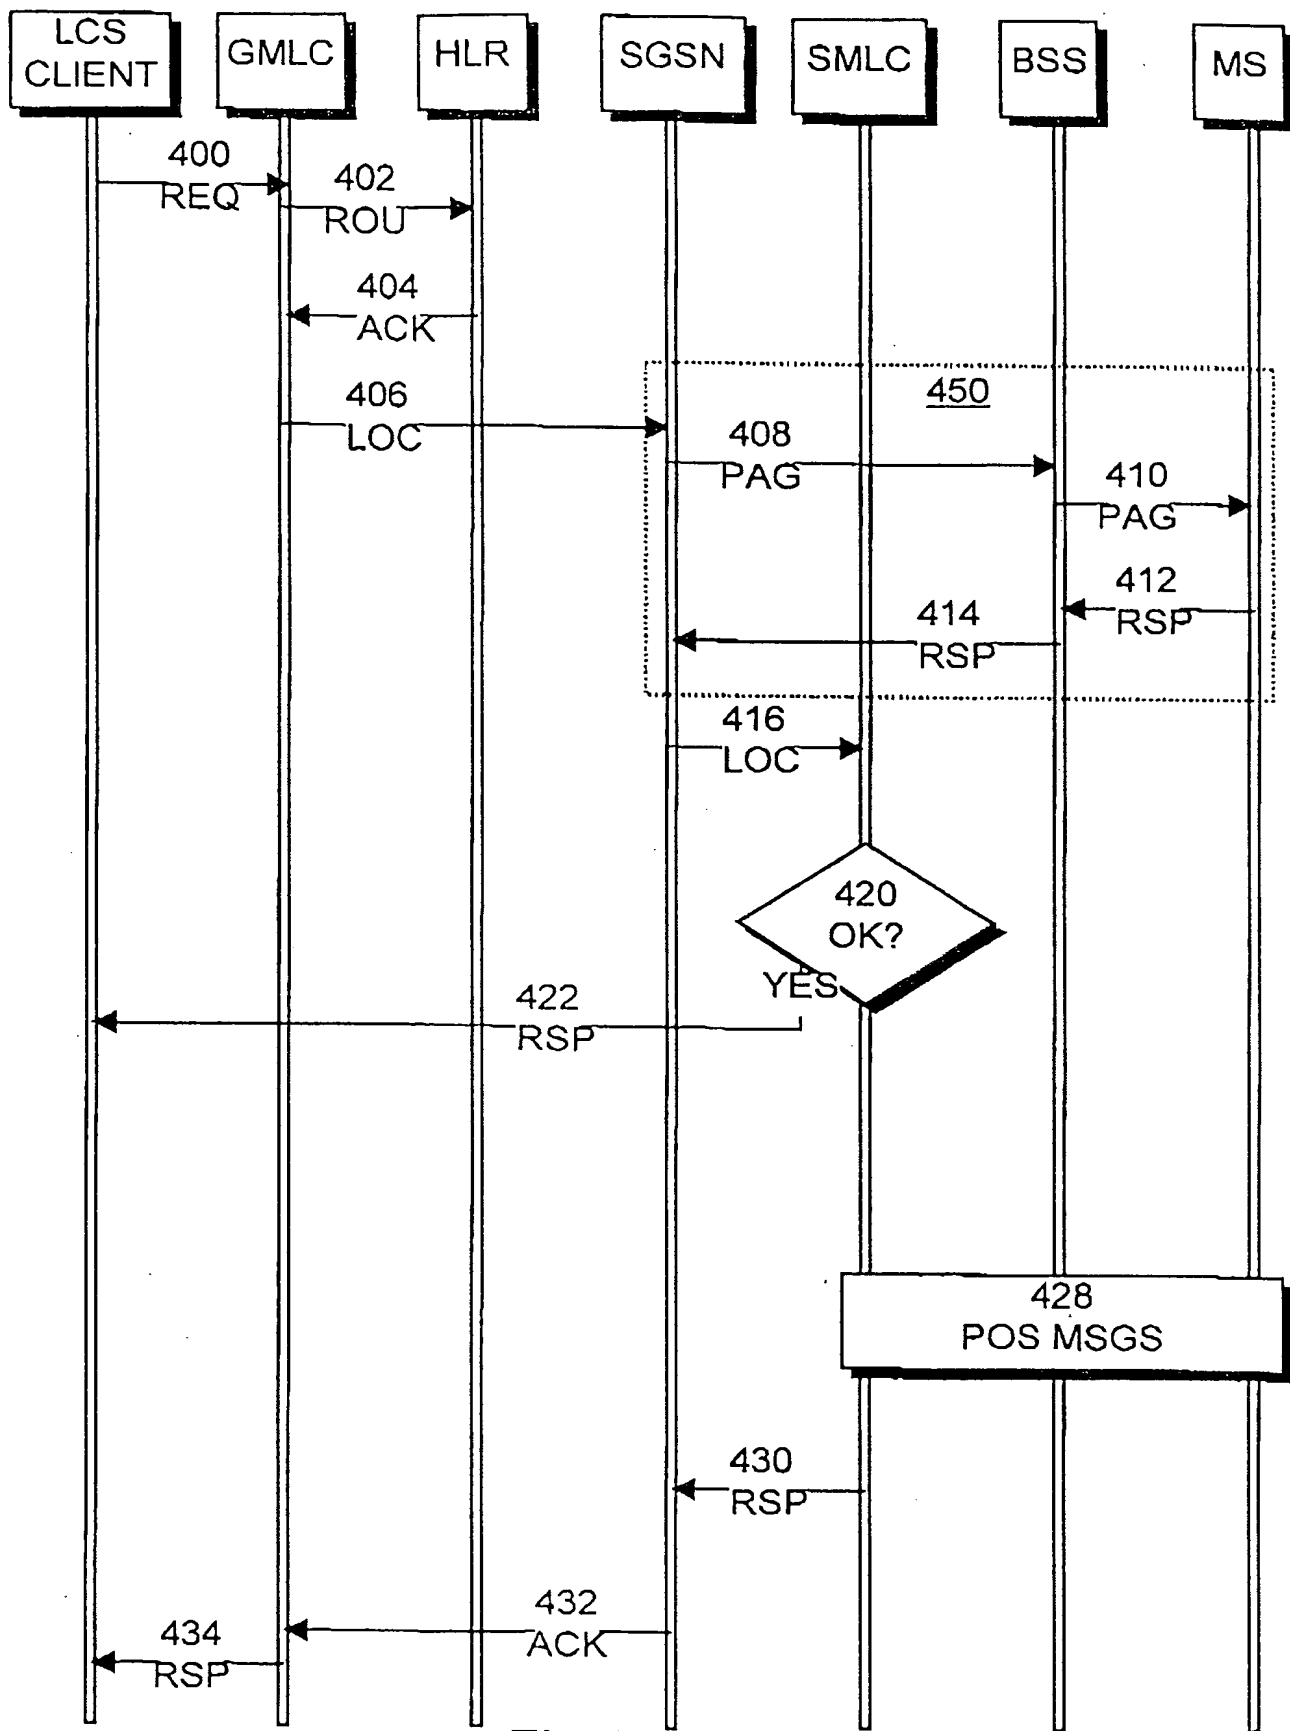 LCS CLIENT
GMLC
HLR
SGSN
SMLC
BSS
MS
400
REQ
402
ROU
404
ACK
406
LOC
450
408
PAG
410
PAG
412
RSP
414
RSP
416
LOC
420
OK?
YES
422
RSP
428
POS MSGS
430
RSP
432
ACK
434
RSP